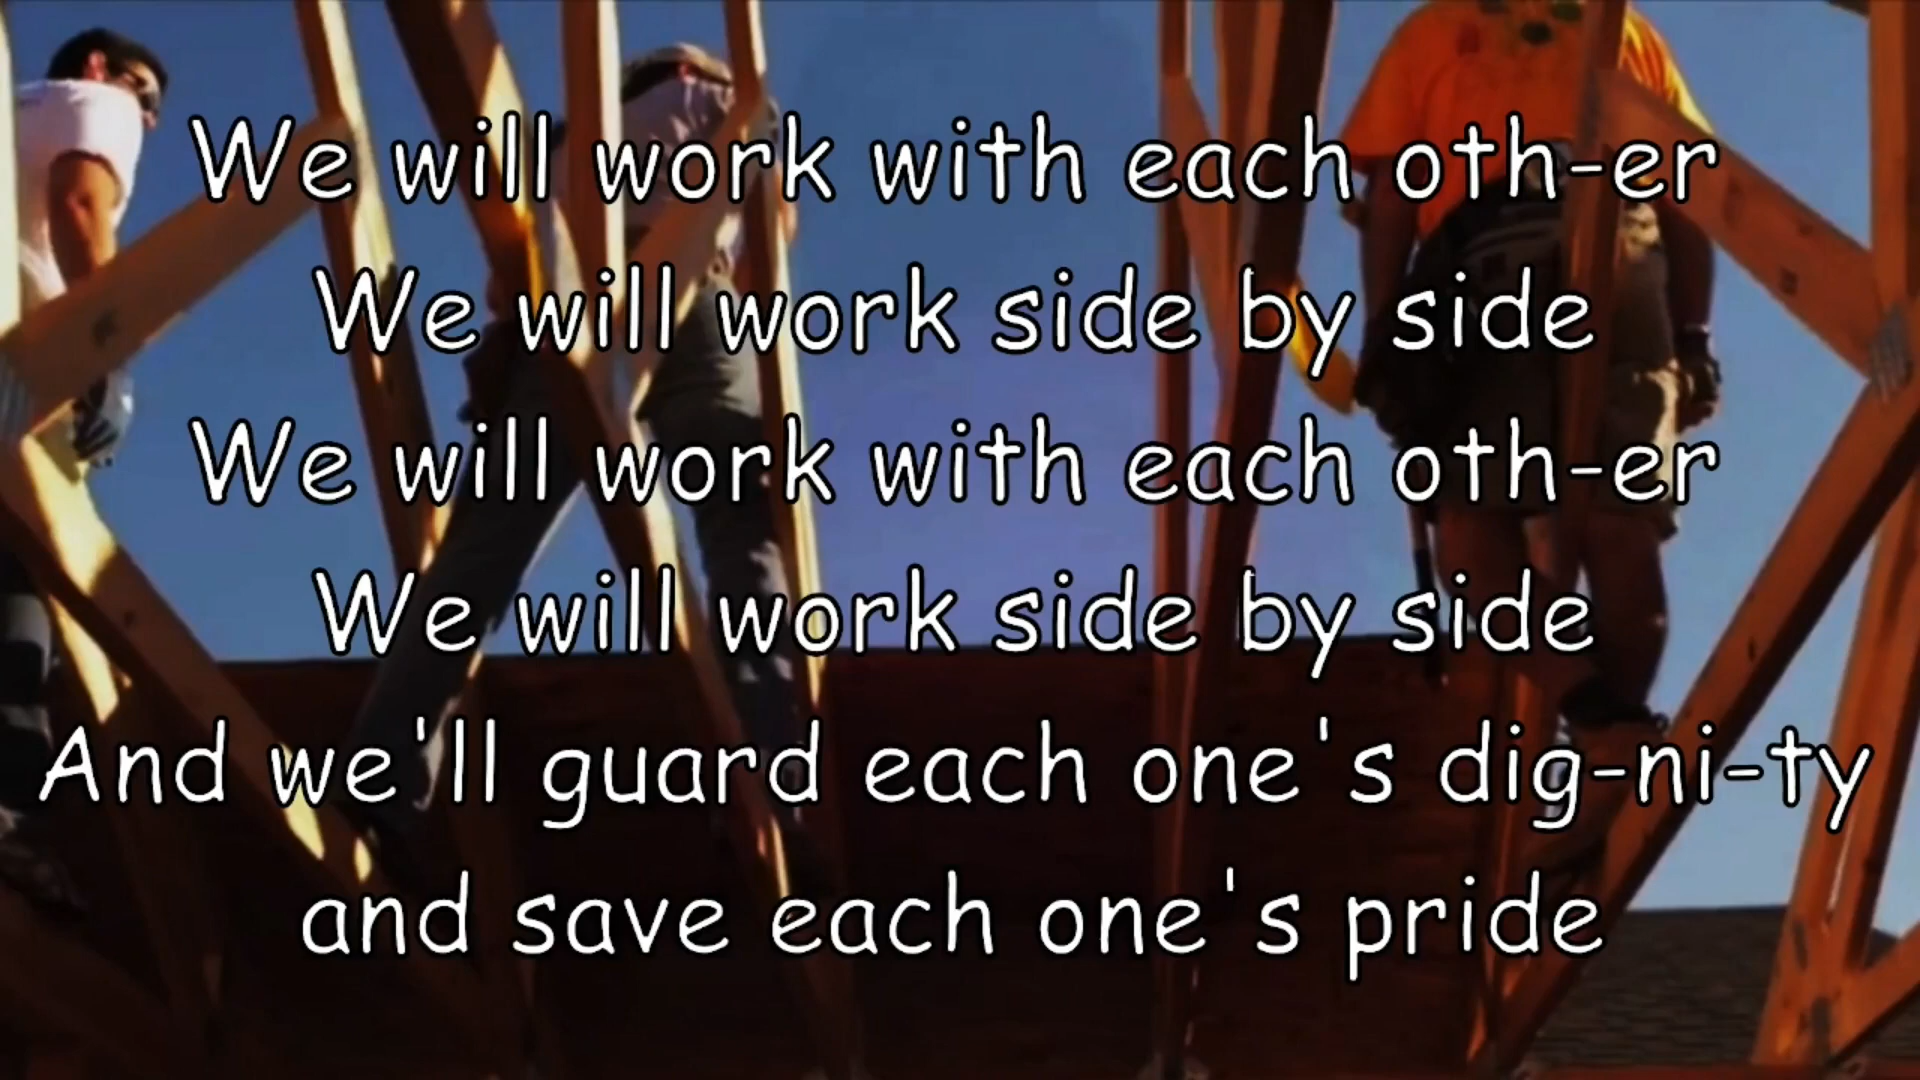 We will work with each oth-er
We will work side by side
We will work with each oth-er
We will work side by side
And we'll guard each one's dig-ni-ty
and save each one's pride